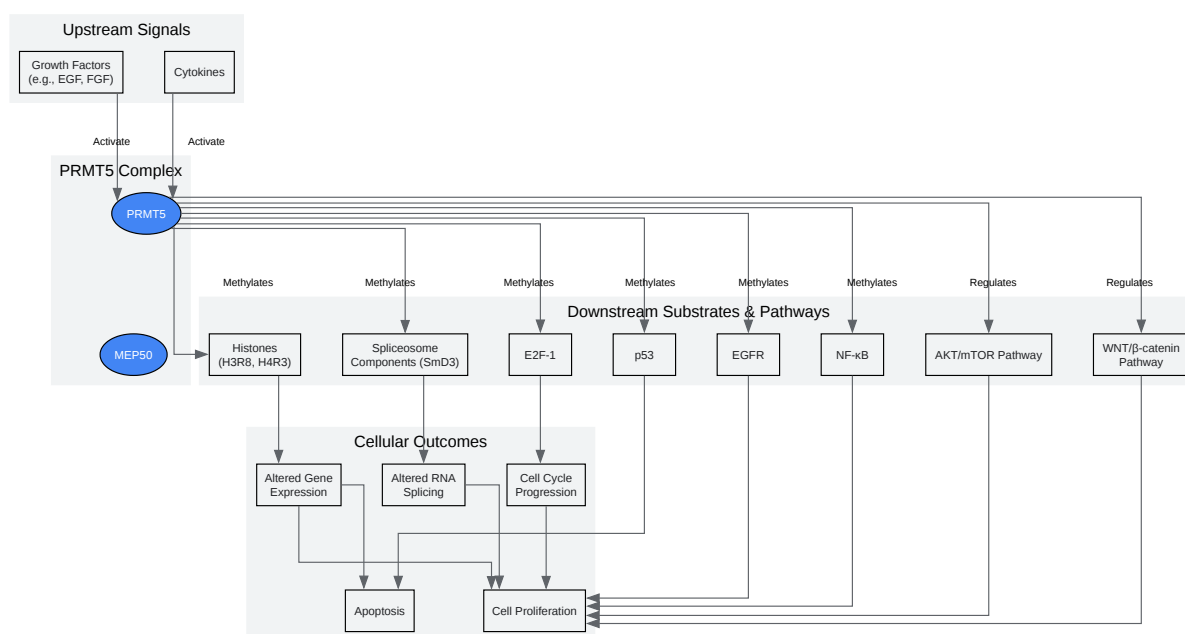 Upstream Signals
Growth Factors
(e.g., EGF, FGF)
Cytokines
Activate
Activate
PRMT5 Complex
PRMT5
Methylates
Methylates
Methylates
Methylates
Methylates
Methylates
Regulates
Regulates
Downstream Substrates & Pathways
MEP50
Histones
(H3R8, H4R3)
Spliceosome
Components (SmD3)
E2F-1
p53
EGFR
NF-κB
AKT/mTOR Pathway
WNT/β-catenin
Pathway
Cellular Outcomes
Altered Gene
Expression
Altered RNA
Splicing
Cell Cycle
Progression
Apoptosis
Cell Proliferation